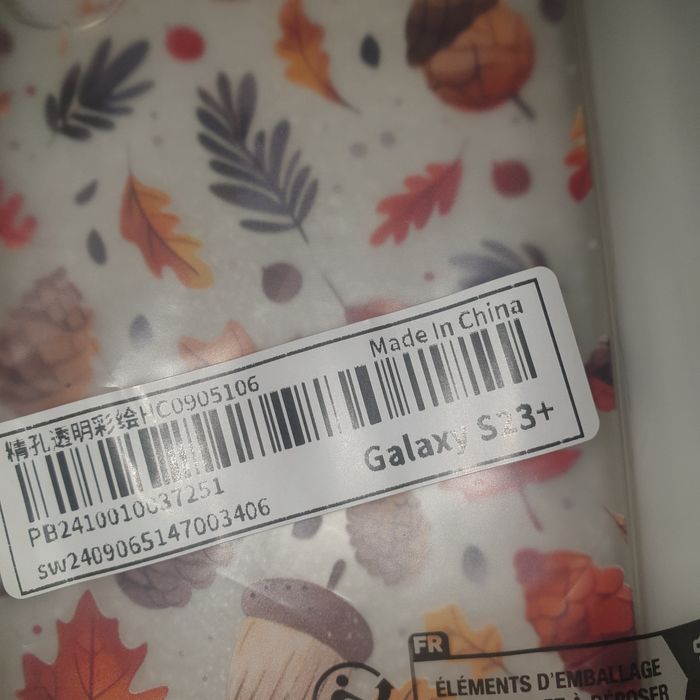 Made In China
精孔透明彩绘HC0905106
Galaxy S23+
PB2410010037251
sw2409065147003406
FR
ÉLÉMENTS D'EMBALLAGE
À DÉPOSER